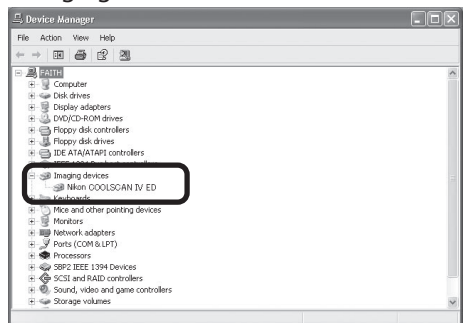 Device Manager
File Action View Help
FAITH
Computer
Disk drives
Display adapters
DVD/CD-ROM drives
Floppy disk controllers
Floppy disk drives
IDE ATA/ATAPI controllers
Imaging devices
Nikon COOLSCAN IV ED
Keyboards
Mice and other pointing devices
Monitors
Network adapters
Ports (COM & LPT)
Processors
SBP2 IEEE 1394 Devices
SCSI and RAID controllers
Sound, video and game controllers
Storage volumes